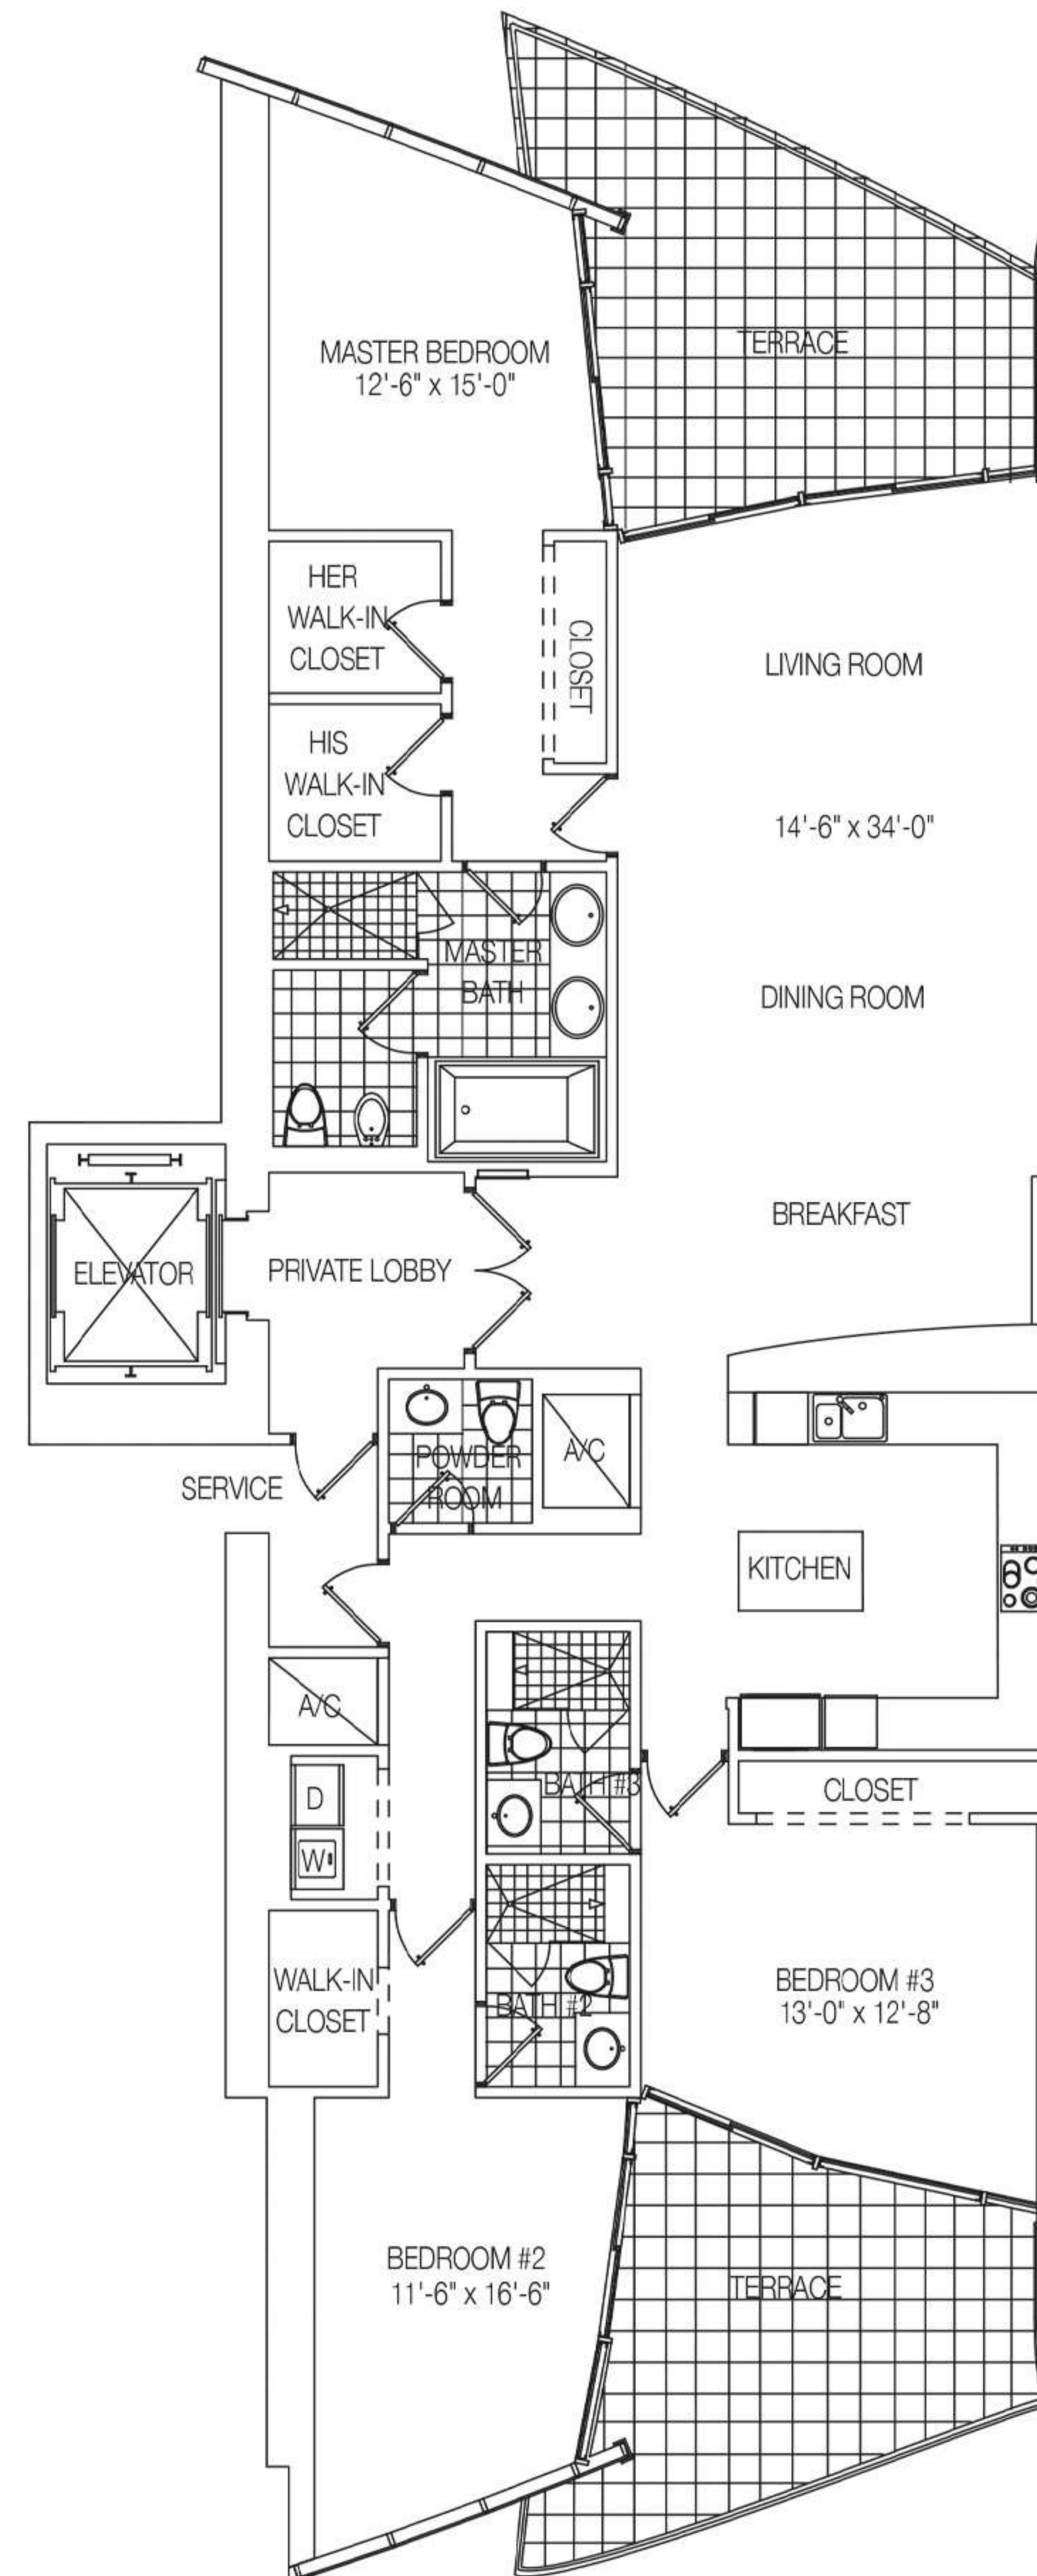 TERRACE
MASTER BEDROOM
12'-6" x 15'-0"
HER
WALK-IN
CLOSET
CLOSET
LIVING ROOM
HIS
WALK-IN
CLOSET
14'-6" x 34'-0"
MASTER
BATH
DINING ROOM
BREAKFAST
ELEVATOR
PRIVATE LOBBY
POWDER
ROOM
A/C
SERVICE
KITCHEN
A/C
D
W
BATH #3
CLOSET
WALK-IN
CLOSET
BATH #2
BEDROOM #3
13'-0" x 12'-8"
BEDROOM #2
11'-6" x 16'-6"
TERRACE